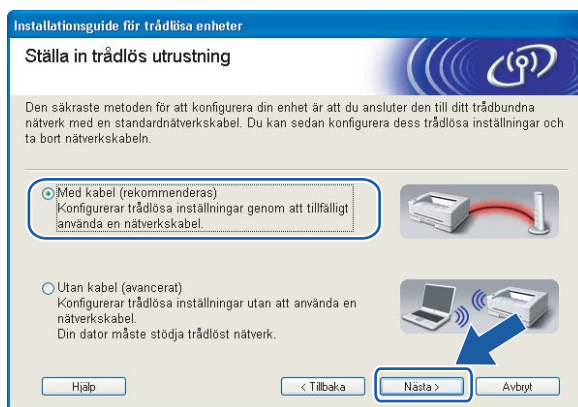 Installationsguide för trådlösa enheter
Ställa in trådlös utrustning
Den säkraste metoden för att konfigurera din enhet är att du ansluter den till ditt trådbundna
nätverk med en standardnätverkskabel. Du kan sedan konfigurera dess trådlösa inställningar och
ta bort nätverkskabeln.
Med kabel (rekommenderas)
Konfigurerar trådlösa inställningar genom att tillfälligt
använda en nätverkskabel.
Utan kabel (avancerat)
Konfigurerar trådlösa inställningar utan att använda en
nätverkskabel.
Din dator måste stödja trådlöst nätverk.
Hjälp
< Tillbaka
Nästa >
Avbryt